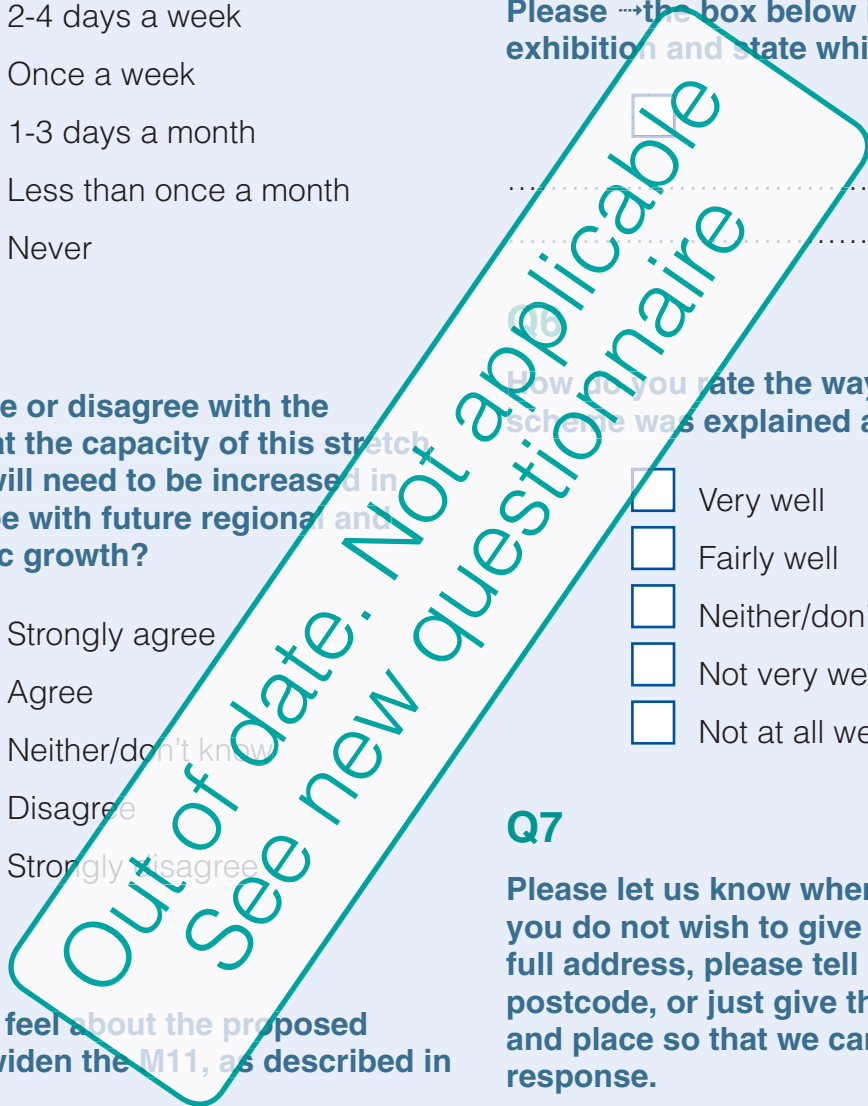 2-4 days a week
Once a week
1-3 days a month
Less than once a month
Never
e or disagree with the
at the capacity of this stretch
will need to be increased in
be with future regional and
c growth?
Strongly agree
Agree
Neither/don't know
Disagree
Strongly disagree
feel about the proposed
widen the M11, as described in
Please ⇢the box below
exhibition and state whi
Q6
How do you rate the way
scheme was explained a
Very well
Fairly well
Neither/don'
Not very we
Not at all we
Q7
Please let us know wher
you do not wish to give
full address, please tell
postcode, or just give th
and place so that we can
response.
Out of date. Not applicable
See new questionnaire